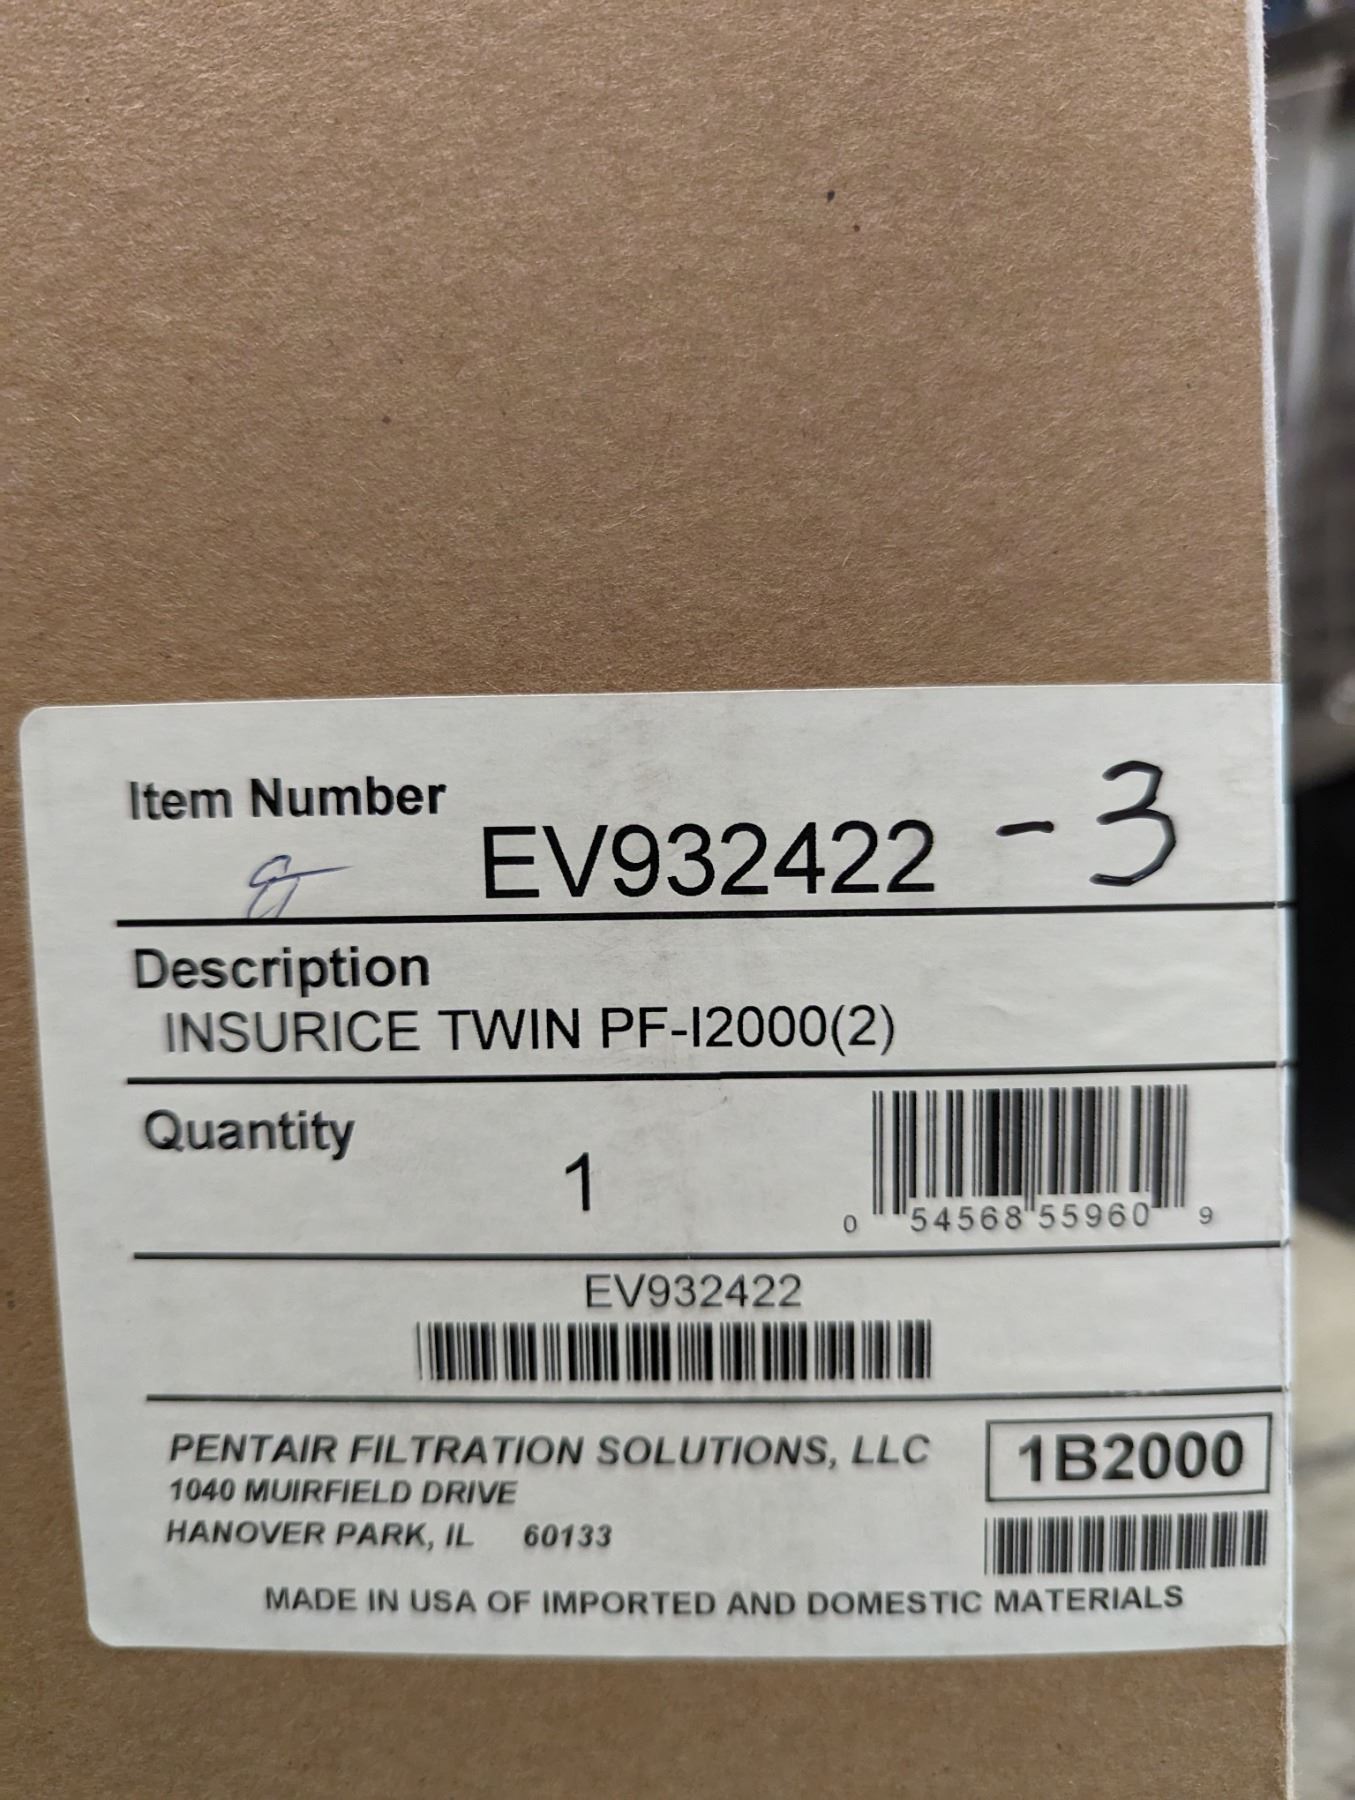 Item Number
EV932422 - 3
Description
INSURICE TWIN PF-I2000(2)
Quantity
1
0 54568 55960 9
EV932422
PENTAIR FILTRATION SOLUTIONS, LLC
1B2000
1040 MUIRFIELD DRIVE
HANOVER PARK, IL 60133
MADE IN USA OF IMPORTED AND DOMESTIC MATERIALS